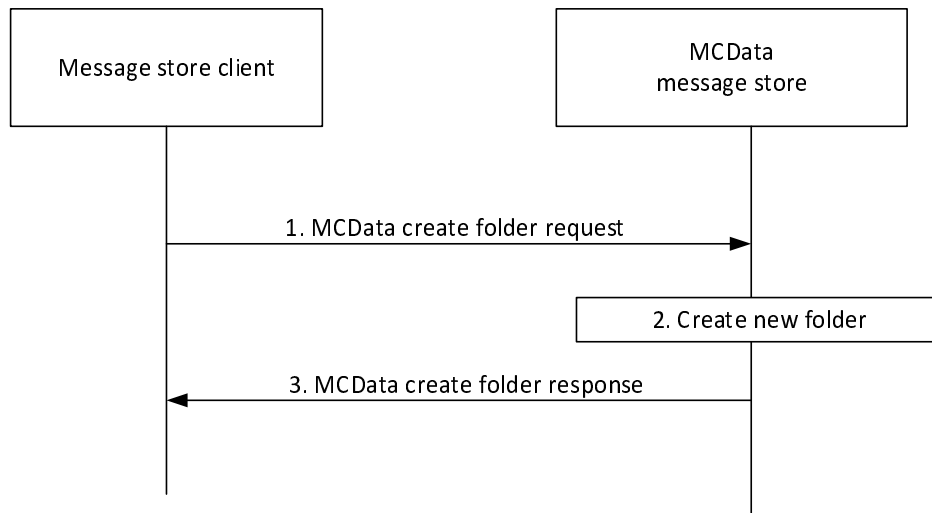 Message store client
MCData
message store
1. MCData create folder request
2. Create new folder
3. MCData create folder response